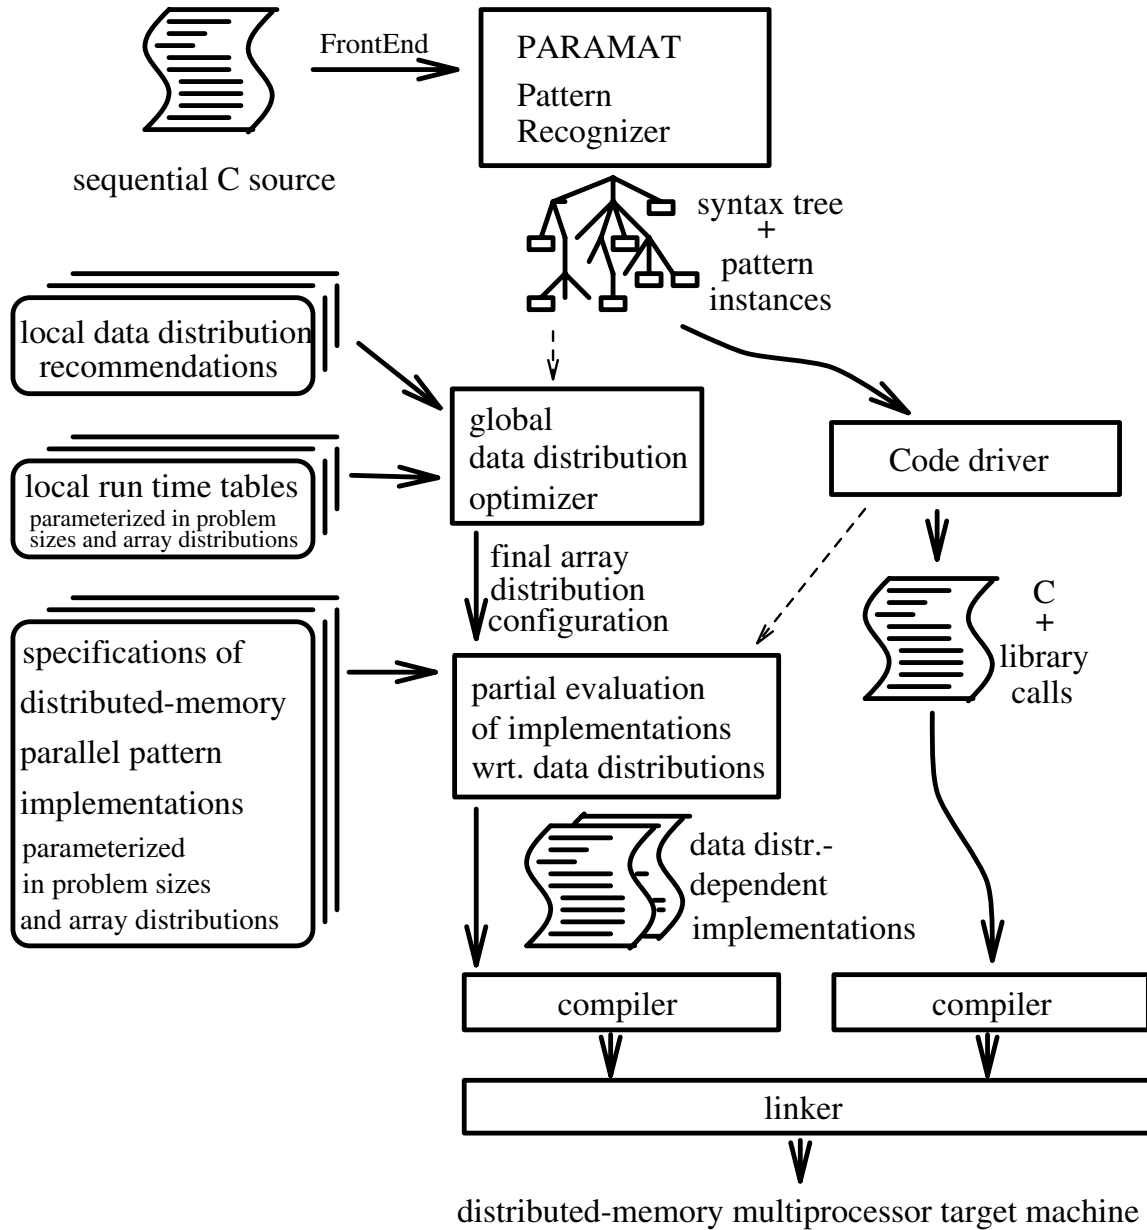 FrontEnd
PARAMAT
Pattern
Recognizer
sequential C source
syntax tree
+
pattern
instances
local data distribution
recommendations
global
data distribution
optimizer
Code driver
local run time tables
parameterized in problem
sizes and array distributions
final array
distribution
configuration
C
+
library
calls
specifications of
distributed-memory
parallel pattern
implementations
parameterized
in problem sizes
and array distributions
partial evaluation
of implementations
wrt. data distributions
data distr.-
dependent
implementations
compiler
compiler
linker
distributed-memory multiprocessor target machine